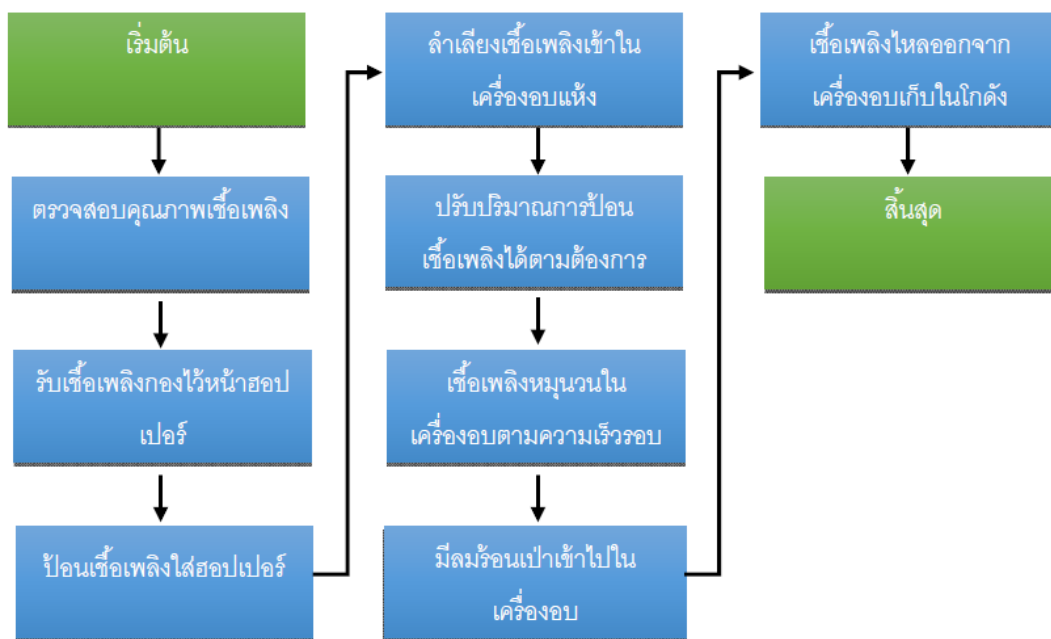 เริ่มต้น
ตรวจสอบคุณภาพเชื้อเพลิง
รับเชื้อเพลิงกองไว้หน้าฮอป
เปอร์
ป้อนเชื้อเพลิงใส่ฮอปเปอร์
ลำเลียงเชื้อเพลิงเข้าใน
เครื่องอบแห้ง
ปรับปริมาณการป้อน
เชื้อเพลิงได้ตามต้องการ
เชื้อเพลิงหมุนวนใน
เครื่องอบตามความเร็วรอบ
มีลมร้อนเป่าเข้าไปใน
เครื่องอบ
เชื้อเพลิงไหลออกจาก
เครื่องอบเก็บในโกดัง
สิ้นสุด